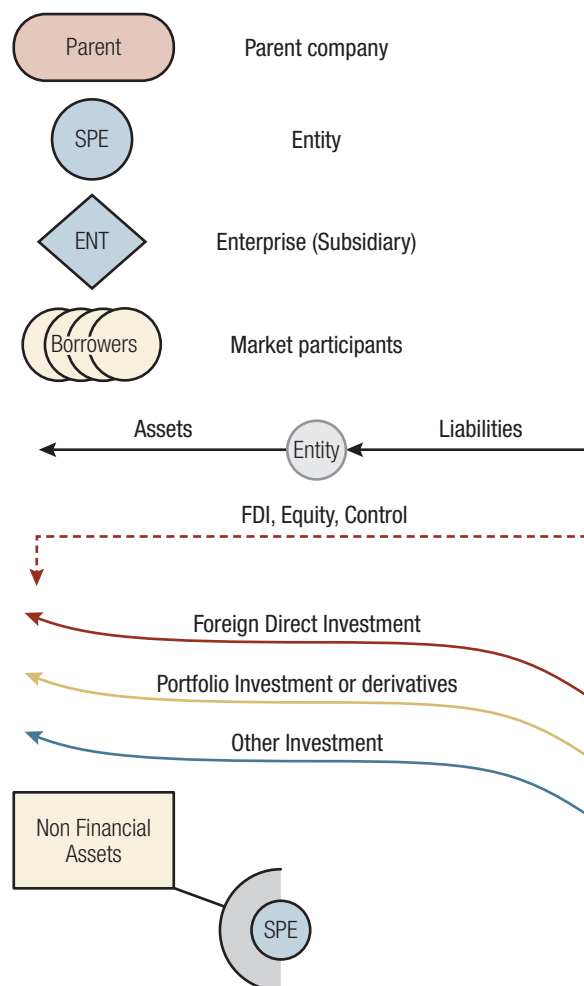 Parent Parent company
SPE Entity
ENT Enterprise (Subsidiary)
Borrowers Market participants
Assets Entity Liabilities
FDI, Equity, Control
Foreign Direct Investment
Portfolio Investment or derivatives
Other Investment
Non Financial
Assets
SPE